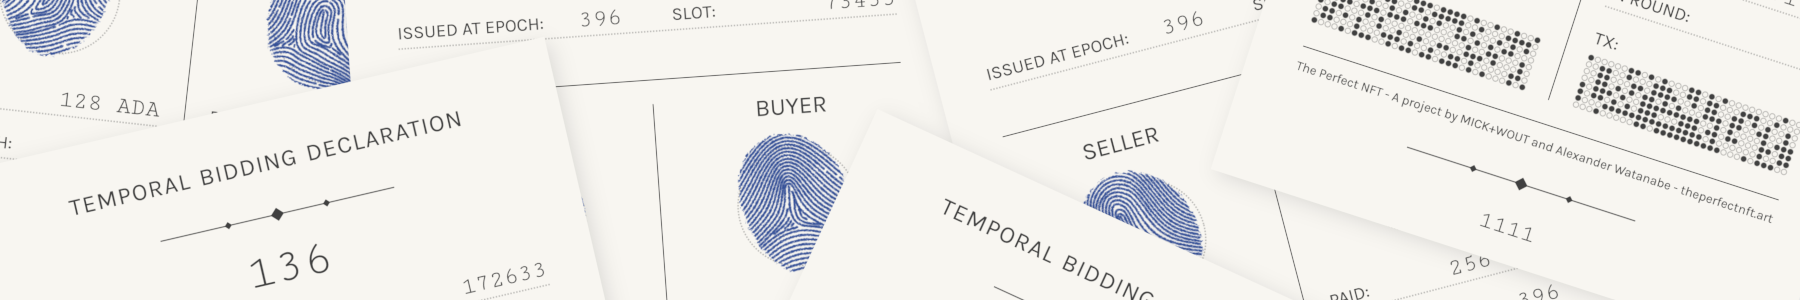 ISSUED AT EPOCH: 396 SLOT:
128 ADA
TEMPORAL BIDDING DECLARATION
136
172633
BUYER
ISSUED AT EPOCH: 396
SELLER
TEMPORAL BIDDING
ROUND:
TX:
The Perfect NFT - A project by MICK+WOUT and Alexander Watanabe - theperfectnft.art
1111
256
PAID:
396